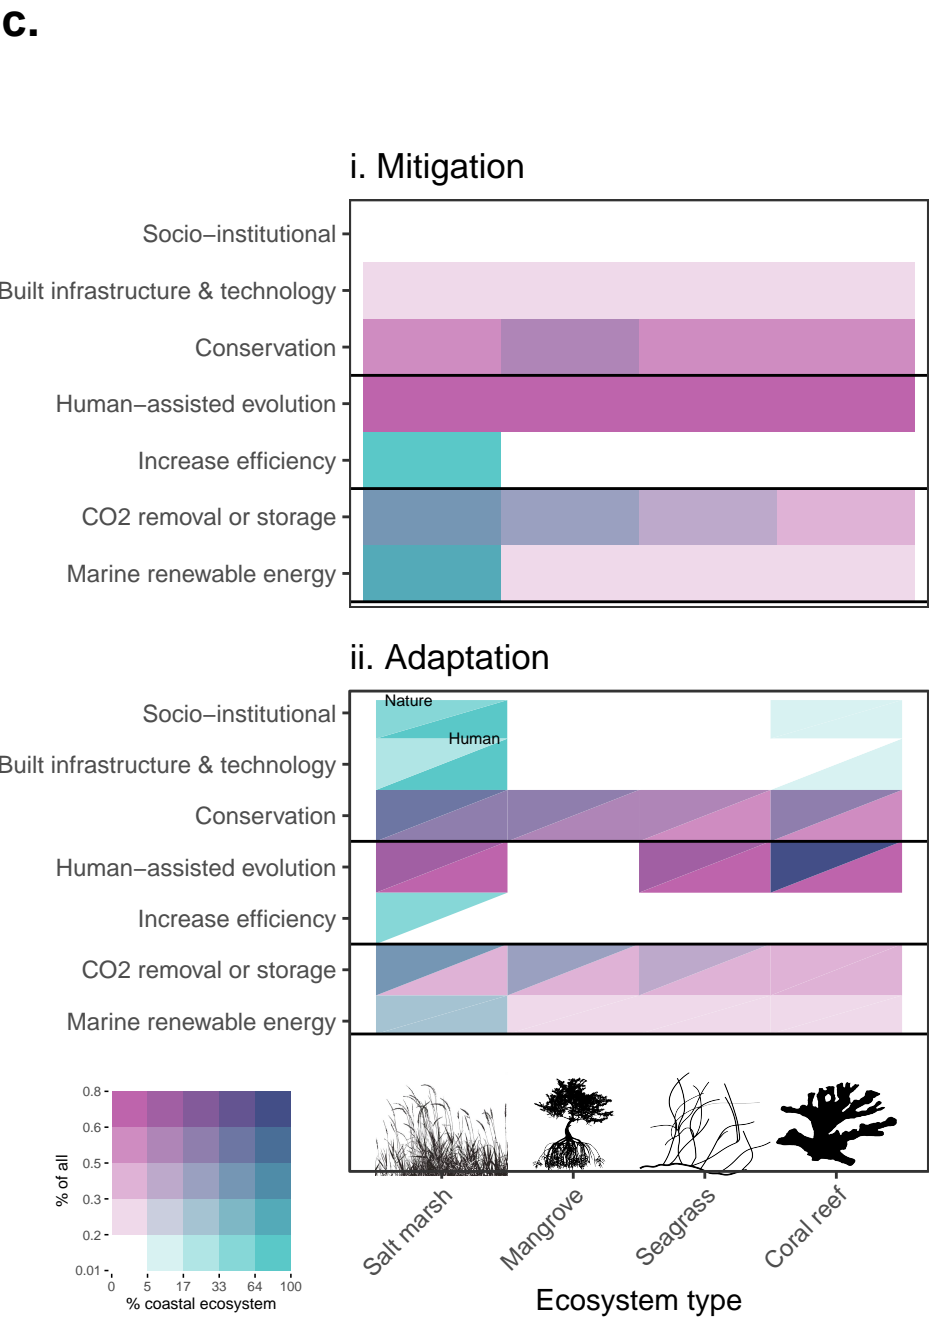 c.
i. Mitigation
Socio−institutional
Built infrastructure & technology
Conservation
Human−assisted evolution
Increase efficiency
CO2 removal or storage
Marine renewable energy
ii. Adaptation
Nature
Socio−institutional
Human
Built infrastructure & technology
Conservation
Human−assisted evolution
Increase efficiency
CO2 removal or storage
Marine renewable energy
0.8
0.6
0.5
0.3
0.2
0.01
% of all
0 5 17 33 64 100
% coastal ecosystem
Salt marsh
Mangrove
Seagrass
Coral reef
Ecosystem type